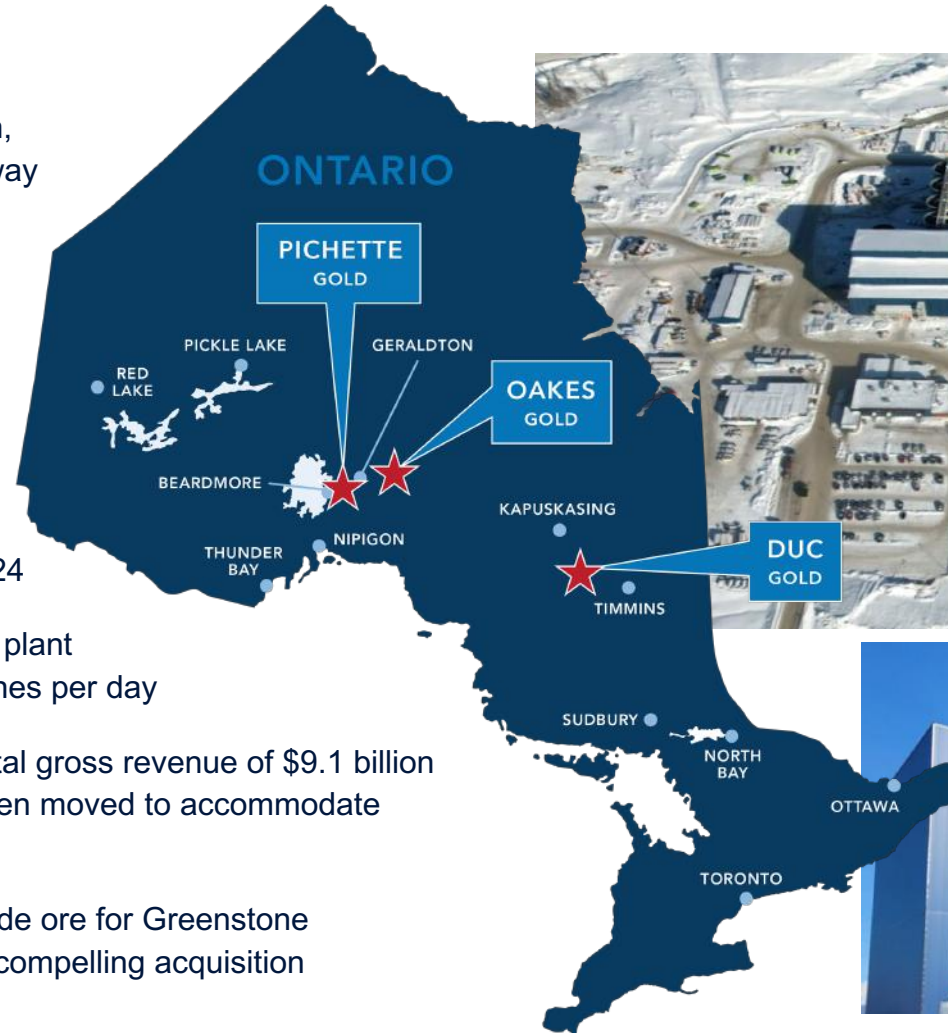 n,
way
24
plant
nes per day
tal gross revenue of $9.1 billion
en moved to accommodate
de ore for Greenstone
compelling acquisition
ONTARIO
PICHETTE
GOLD
PICKLE LAKE
GERALDTON
RED
LAKE
OAKES
GOLD
BEARDMORE
KAPUSKASING
NIPIGON
THUNDER
BAY
DUC
GOLD
TIMMINS
SUDBURY
NORTH
BAY
OTTAWA
TORONTO